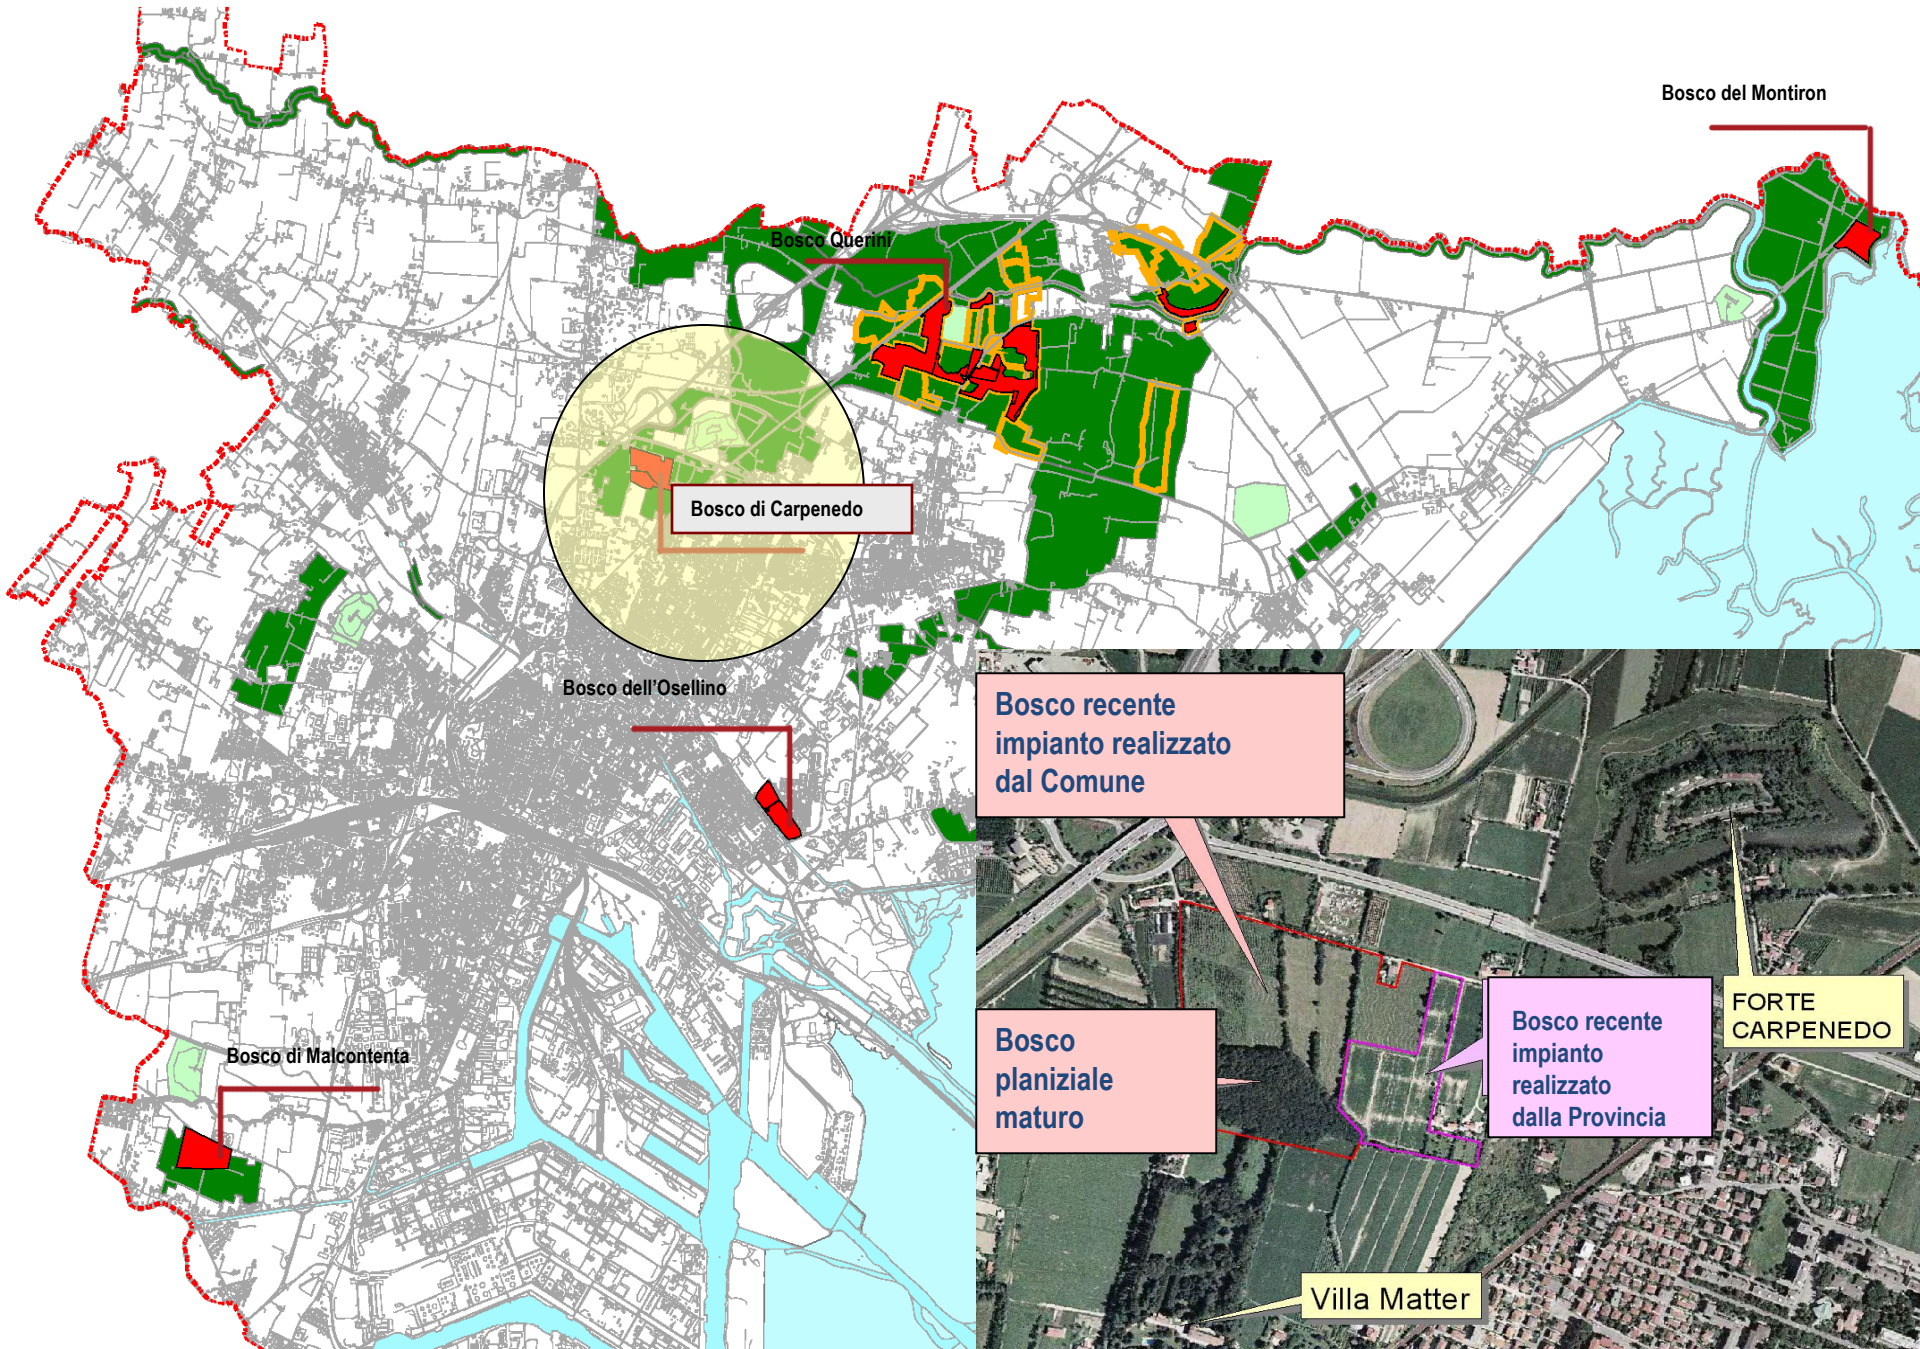 Bosco del Montiron
Bosco Querini
Bosco di Carpenedo
Bosco dell'Osellino
Bosco di Malcontenta
Bosco recente
impianto realizzato
dal Comune
Bosco
planiziale
maturo
Bosco recente
impianto
realizzato
dalla Provincia
FORTE
CARPENEDO
Villa Matter